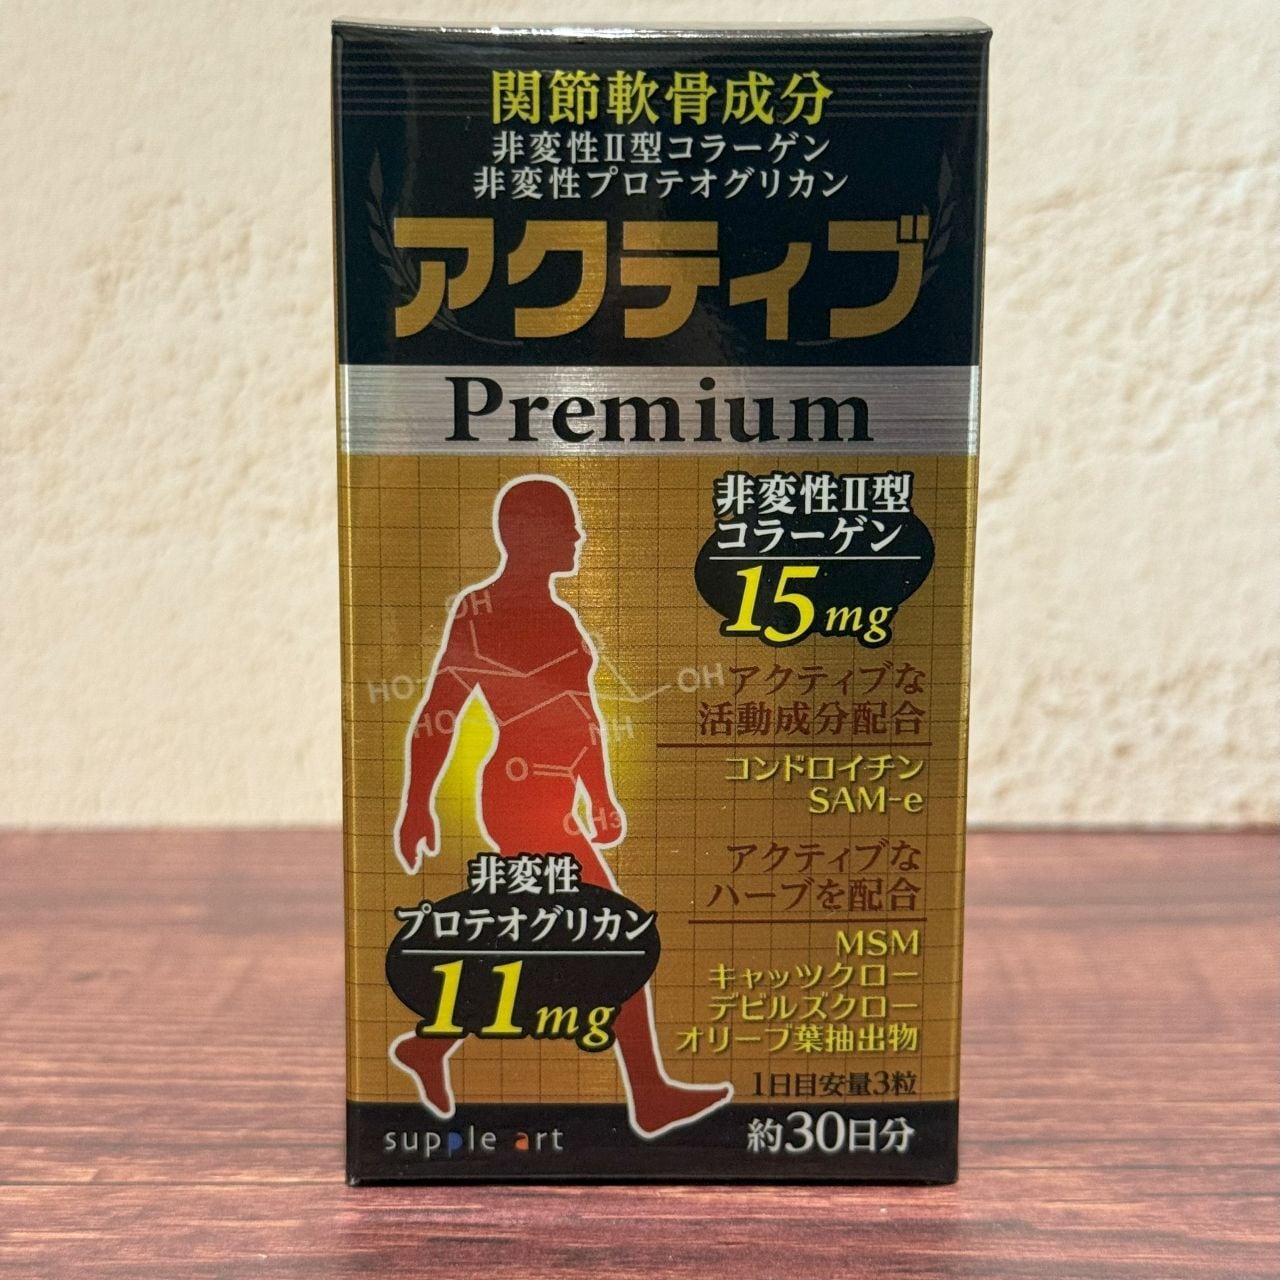 関節軟骨成分
非変性Ⅱ型コラーゲン
非変性プロテオグリカン
アクティブ
Premium
非変性Ⅱ型
コラーゲン
15mg
アクティブな
活動成分配合
コンドロイチン
SAM-e
アクティブな
ハーブを配合
MSM
キャッツクロー
デビルズクロー
オリーブ葉抽出物
OH
O
HO
OH
HO
NH
O
CH3
非変性
プロテオグリカン
11mg
1日目安量3粒
約30日分
supple art